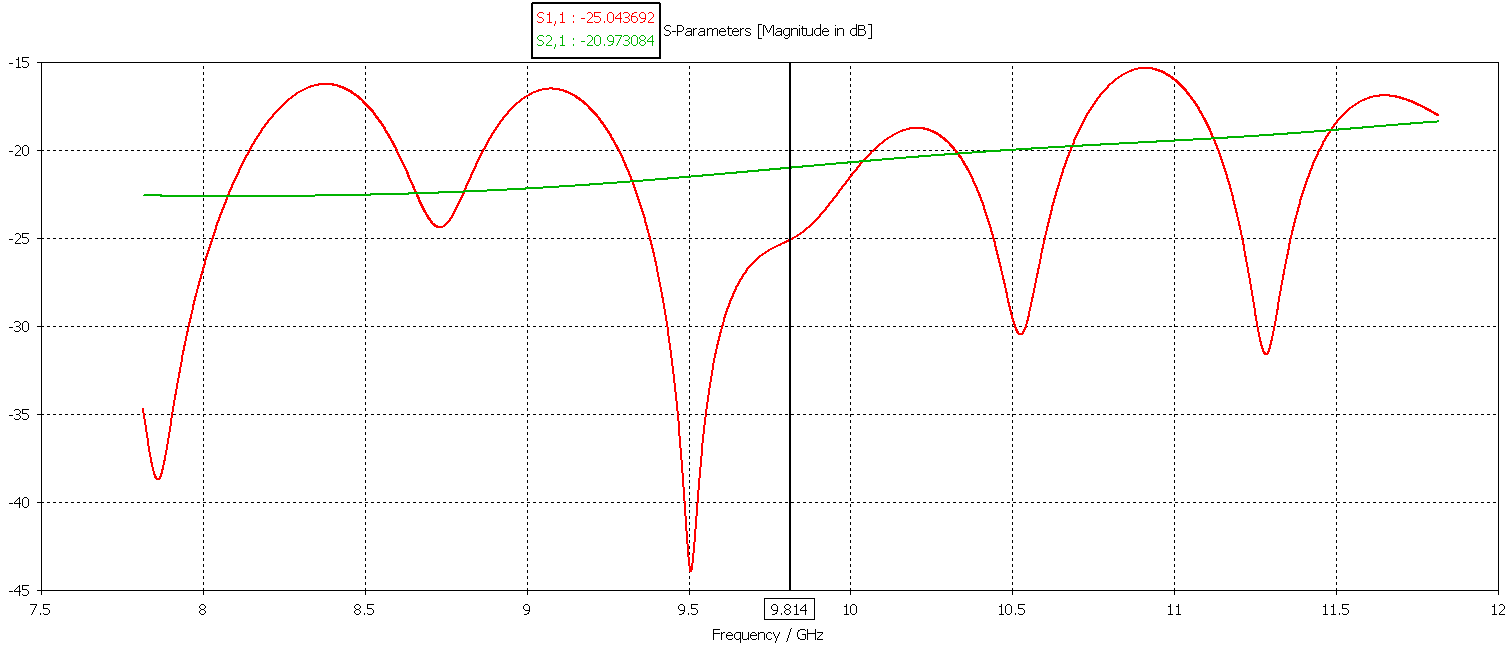 S1,1 : -25.043692
S2,1 : -20.973084
S-Parameters [Magnitude in dB]
-15
-20
-25
-30
-35
-40
-45
7.5 8 8.5 9 9.5 9.814 10 10.5 11 11.5 12
Frequency / GHz